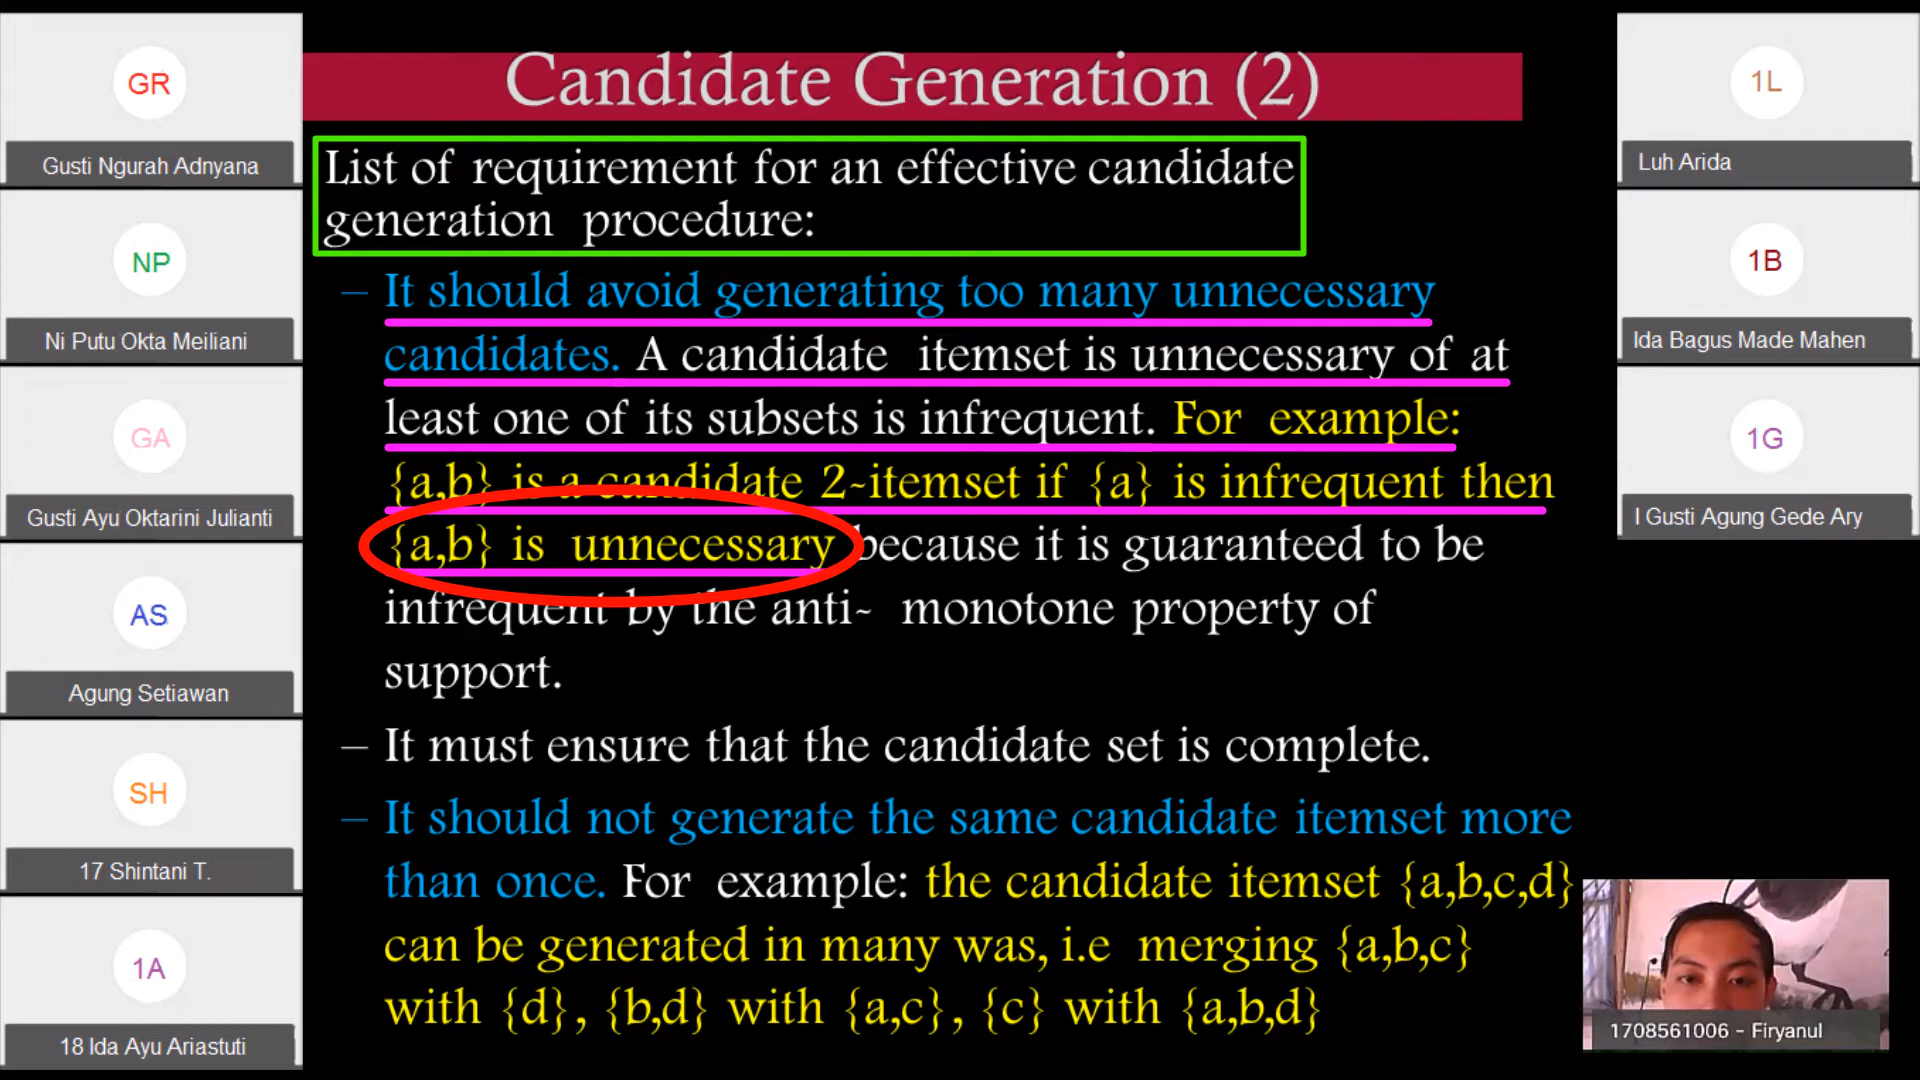 Candidate Generation (2)
List of requirement for an effective candidate
generation procedure:
– It should avoid generating too many unnecessary
candidates. A candidate itemset is unnecessary of at
least one of its subsets is infrequent. For example:
{a,b} is a candidate 2-itemset if {a} is infrequent then
{a,b} is unnecessary because it is guaranteed to be
infrequent by the anti- monotone property of
support.
– It must ensure that the candidate set is complete.
– It should not generate the same candidate itemset more
than once. For example: the candidate itemset {a,b,c,d}
can be generated in many was, i.e merging {a,b,c}
with {d}, {b,d} with {a,c}, {c} with {a,b,d}
GR
Gusti Ngurah Adnyana
NP
Ni Putu Okta Meiliani
GA
Gusti Ayu Oktarini Julianti
AS
Agung Setiawan
SH
17 Shintani T.
1A
18 Ida Ayu Ariastuti
1L
Luh Arida
1B
Ida Bagus Made Mahen
1G
I Gusti Agung Gede Ary
1708561006 - Firyanul